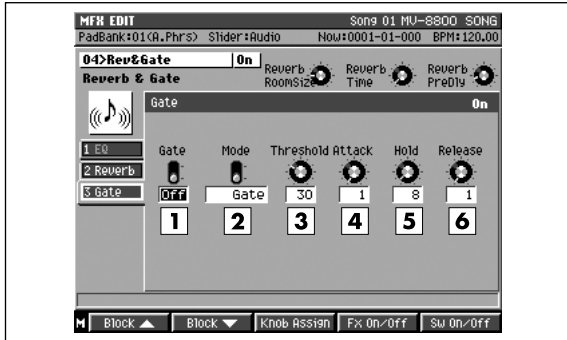 MFX EDIT Song 01 MV-8800 SONG
PadBank:01(A.Phrs) Slider:Audio Now:0001-01-000 BPM:120.00
04>Rev&Gate On
Reverb & Gate
Reverb RoomSize
Reverb Time
Reverb PreDly
Gate On
1 EQ
2 Reverb
3 Gate
Gate Mode Threshold Attack Hold Release
Off Gate 30 1 8 1
1 2 3 4 5 6
M Block ▲ Block ▼ Knob Assign Fx On/Off Sw On/Off